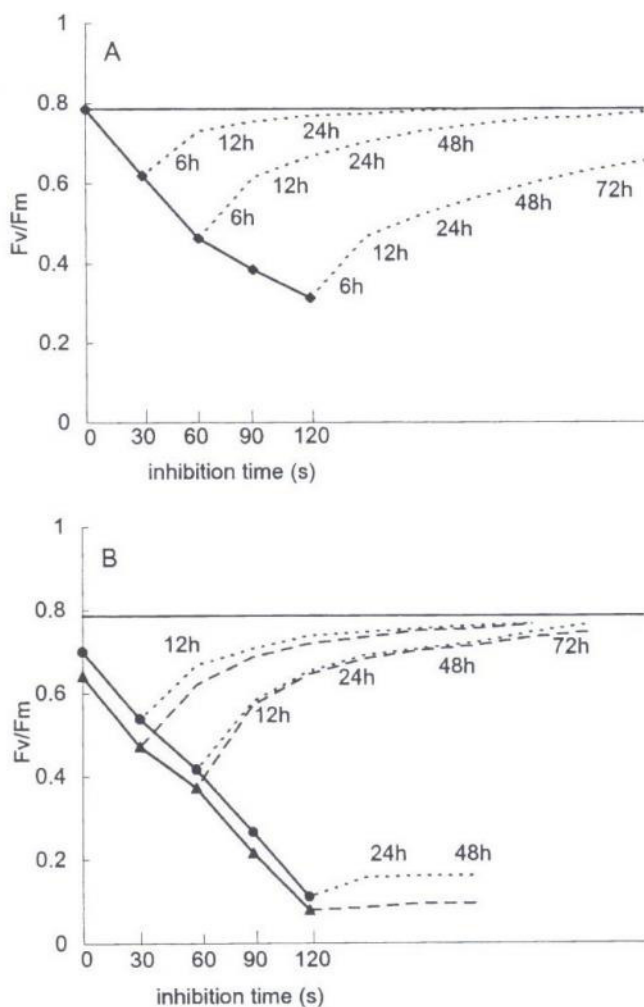 A
1
0.8
0.6
0.4
0.2
0
Fv/Fm
6h 12h 24h
6h 12h 24h 48h
6h 12h 24h 48h 72h
0 30 60 90 120
inhibition time (s)
B
1
0.8
0.6
0.4
0.2
0
Fv/Fm
12h
12h 24h 48h 72h
24h 48h
0 30 60 90 120
inhibition time (s)